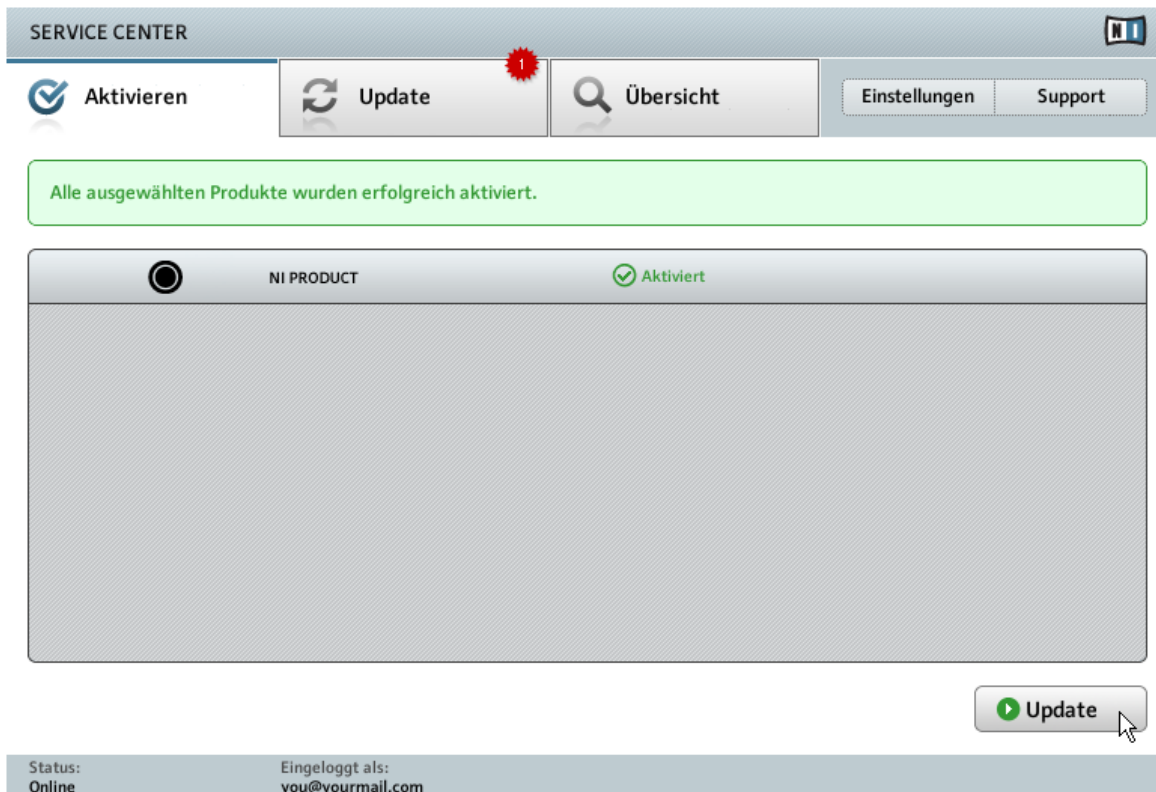 SERVICE CENTER
NI
Aktivieren
Update
1
Übersicht
Einstellungen
Support
Alle ausgewählten Produkte wurden erfolgreich aktiviert.
NI PRODUCT
Aktiviert
Update
Status:
Eingeloggt als:
Online
you@yourmail.com